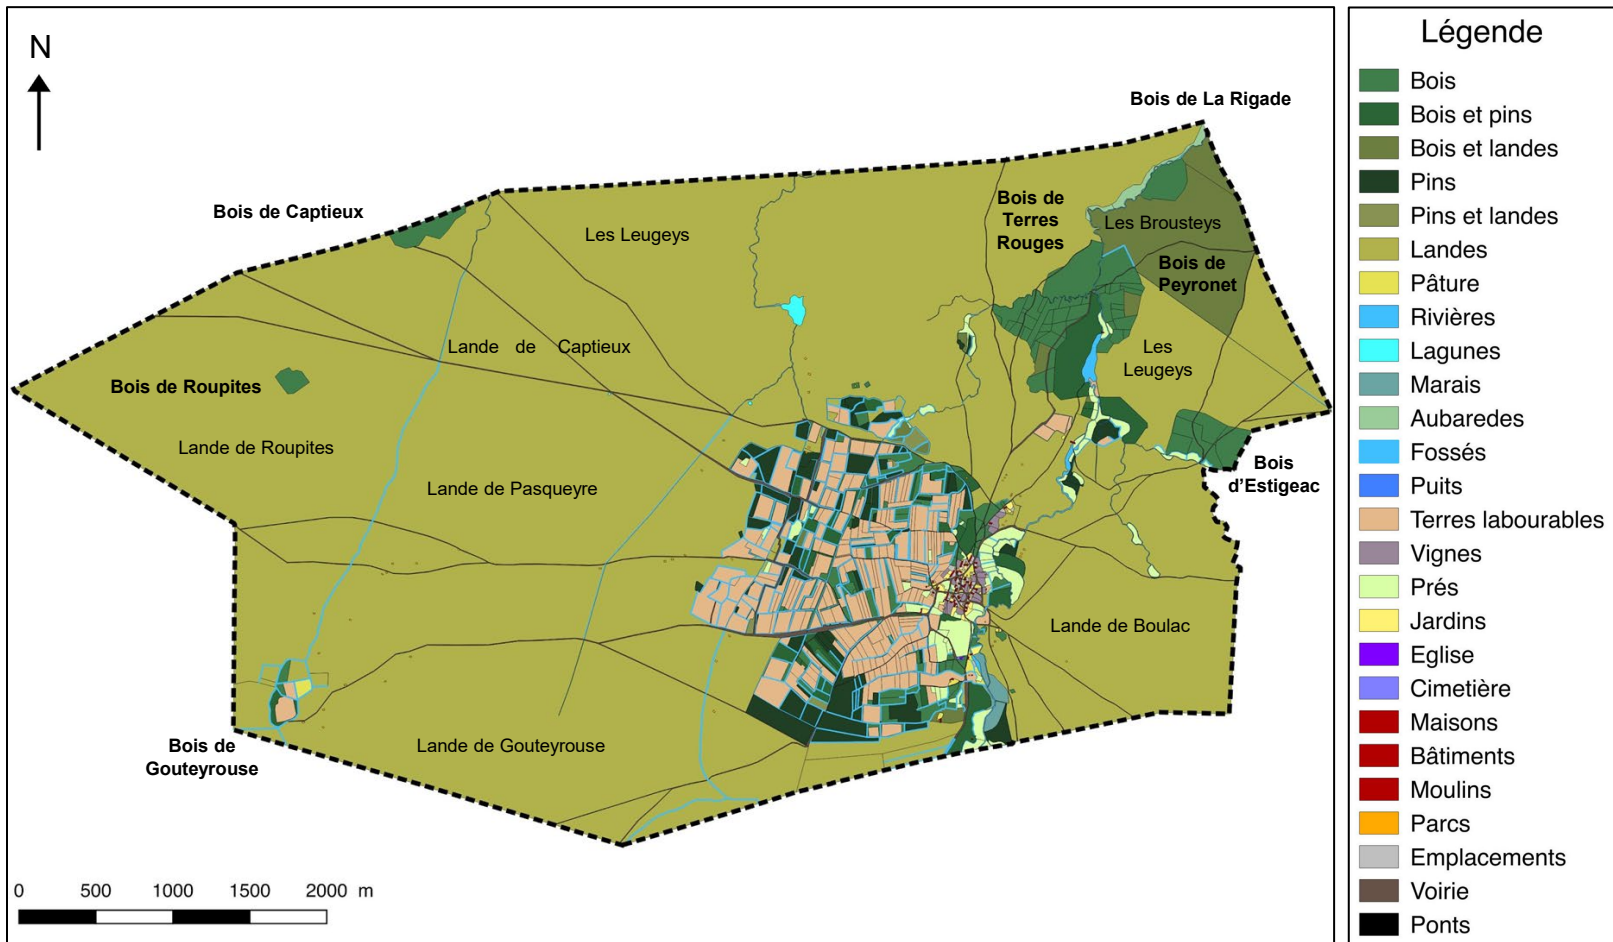 N
Bois de La Rigade
Bois de Captieux
Les Leugeys
Bois de
Terres
Rouges
Les Brousteys
Bois de
Peyronet
Lande de Captieux
Les
Leugeys
Bois de Roupites
Lande de Roupites
Lande de Pasqueyre
Bois
d'Estigeac
Lande de Boulac
Bois de
Gouteyrouse
Lande de Gouteyrouse
0 500 1000 1500 2000 m
Légende
Bois
Bois et pins
Bois et landes
Pins
Pins et landes
Landes
Pâture
Rivières
Lagunes
Marais
Aubaredes
Fossés
Puits
Terres labourables
Vignes
Prés
Jardins
Eglise
Cimetière
Maisons
Bâtiments
Moulins
Parcs
Emplacements
Voirie
Ponts